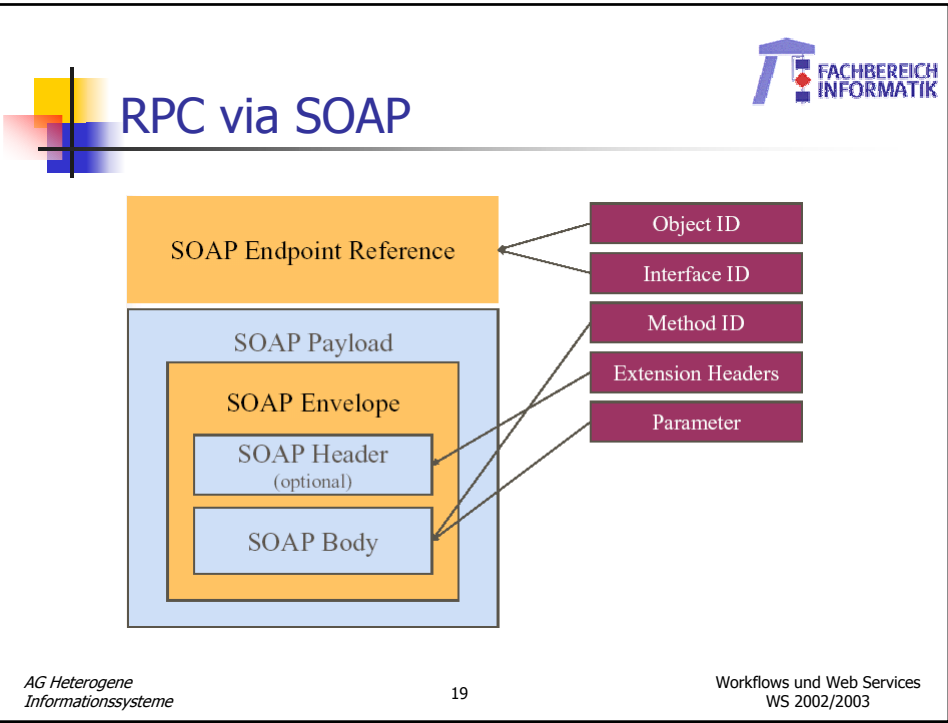 FACHBEREICH
INFORMATIK
RPC via SOAP
SOAP Endpoint Reference
SOAP Payload
SOAP Envelope
SOAP Header
(optional)
SOAP Body
Object ID
Interface ID
Method ID
Extension Headers
Parameter
AG Heterogene
Informationssysteme
19
Workflows und Web Services
WS 2002/2003